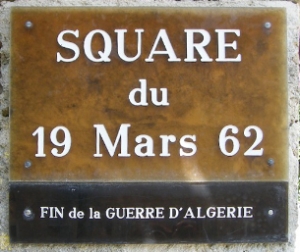 SQUARE
du
19 Mars 62
FIN de la GUERRE D'ALGERIE